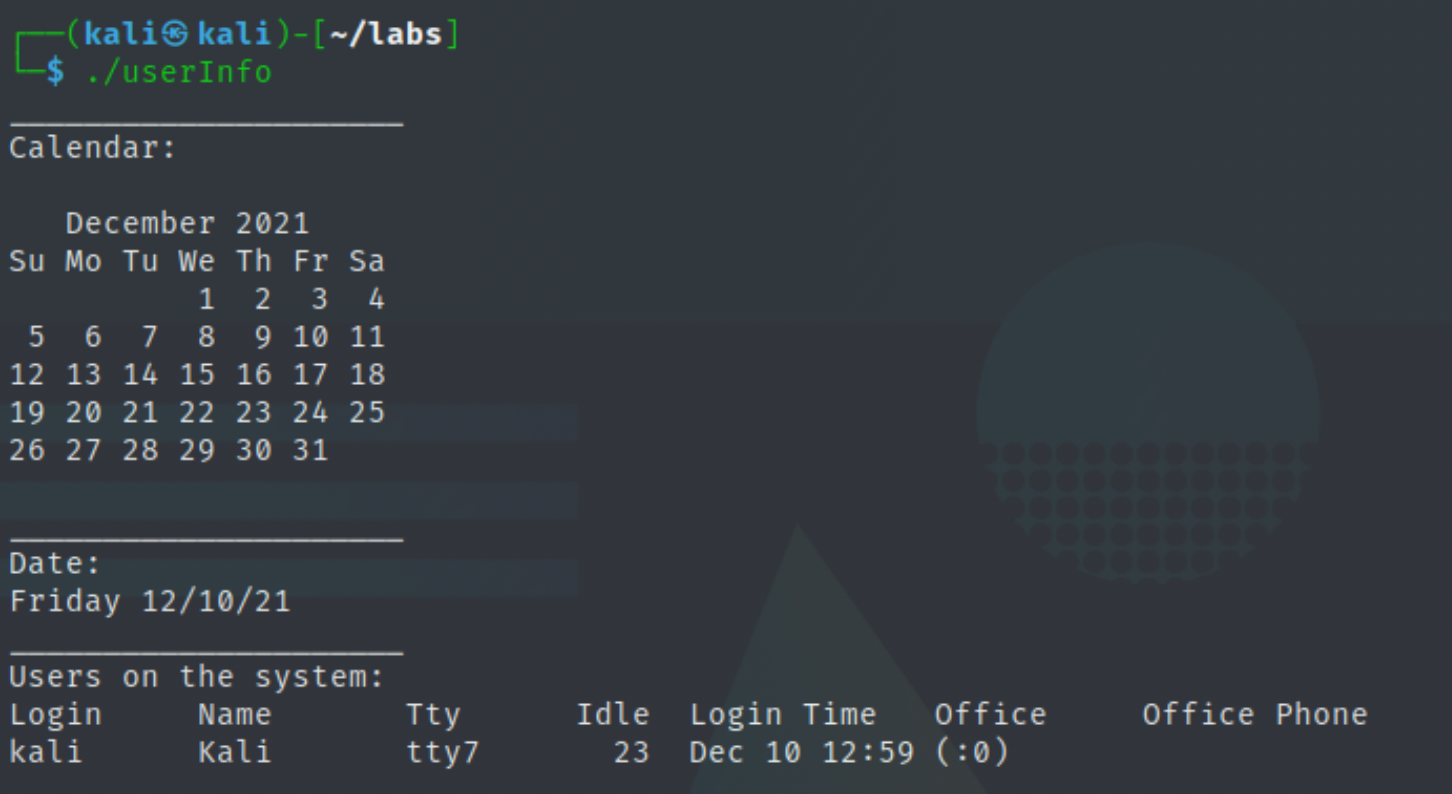 ┌──(kali㉿kali)-[~/labs]
└─$ ./userInfo
_____________________
Calendar:
   December 2021
Su Mo Tu We Th Fr Sa
          1  2  3  4
 5  6  7  8  9 10 11
12 13 14 15 16 17 18
19 20 21 22 23 24 25
26 27 28 29 30 31
_____________________
Date:
Friday 12/10/21
_____________________
Users on the system:
Login     Name       Tty      Idle  Login Time   Office     Office Phone
kali      Kali       tty7       23  Dec 10 12:59 (:0)